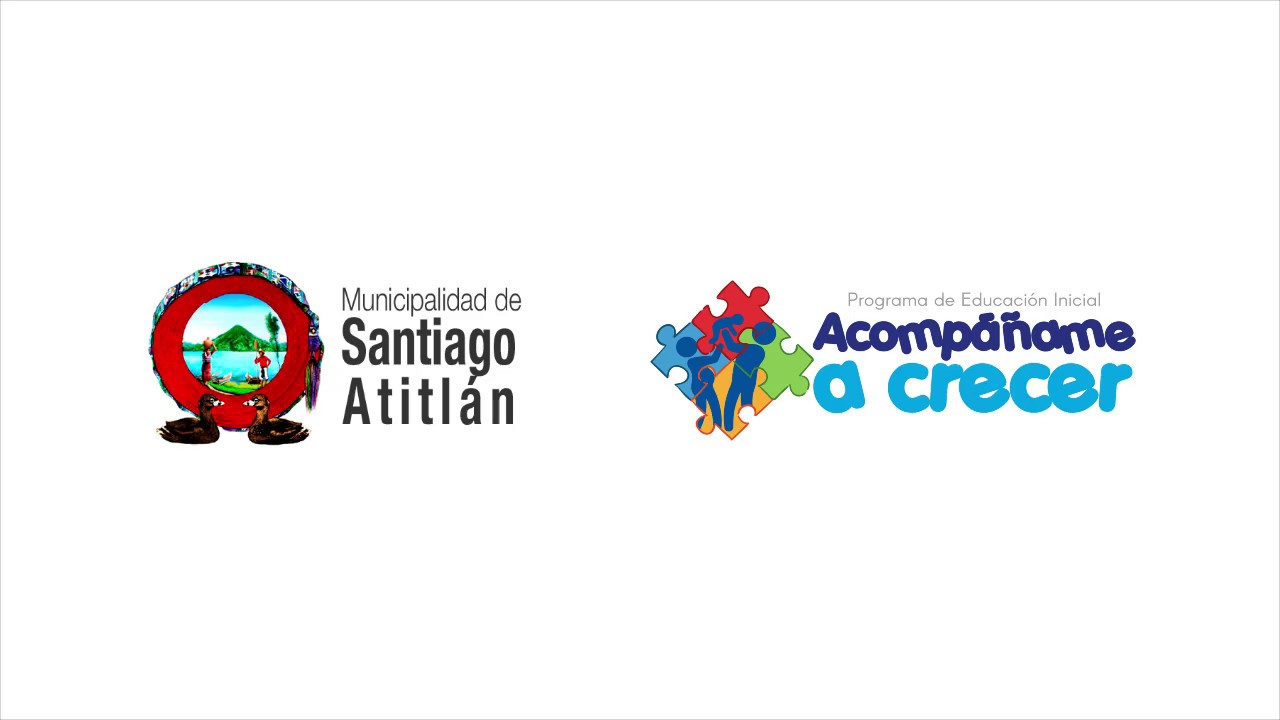 Municipalidad de
Santiago
Atitlán
Programa de Educación Inicial
Acompáñame
a crecer